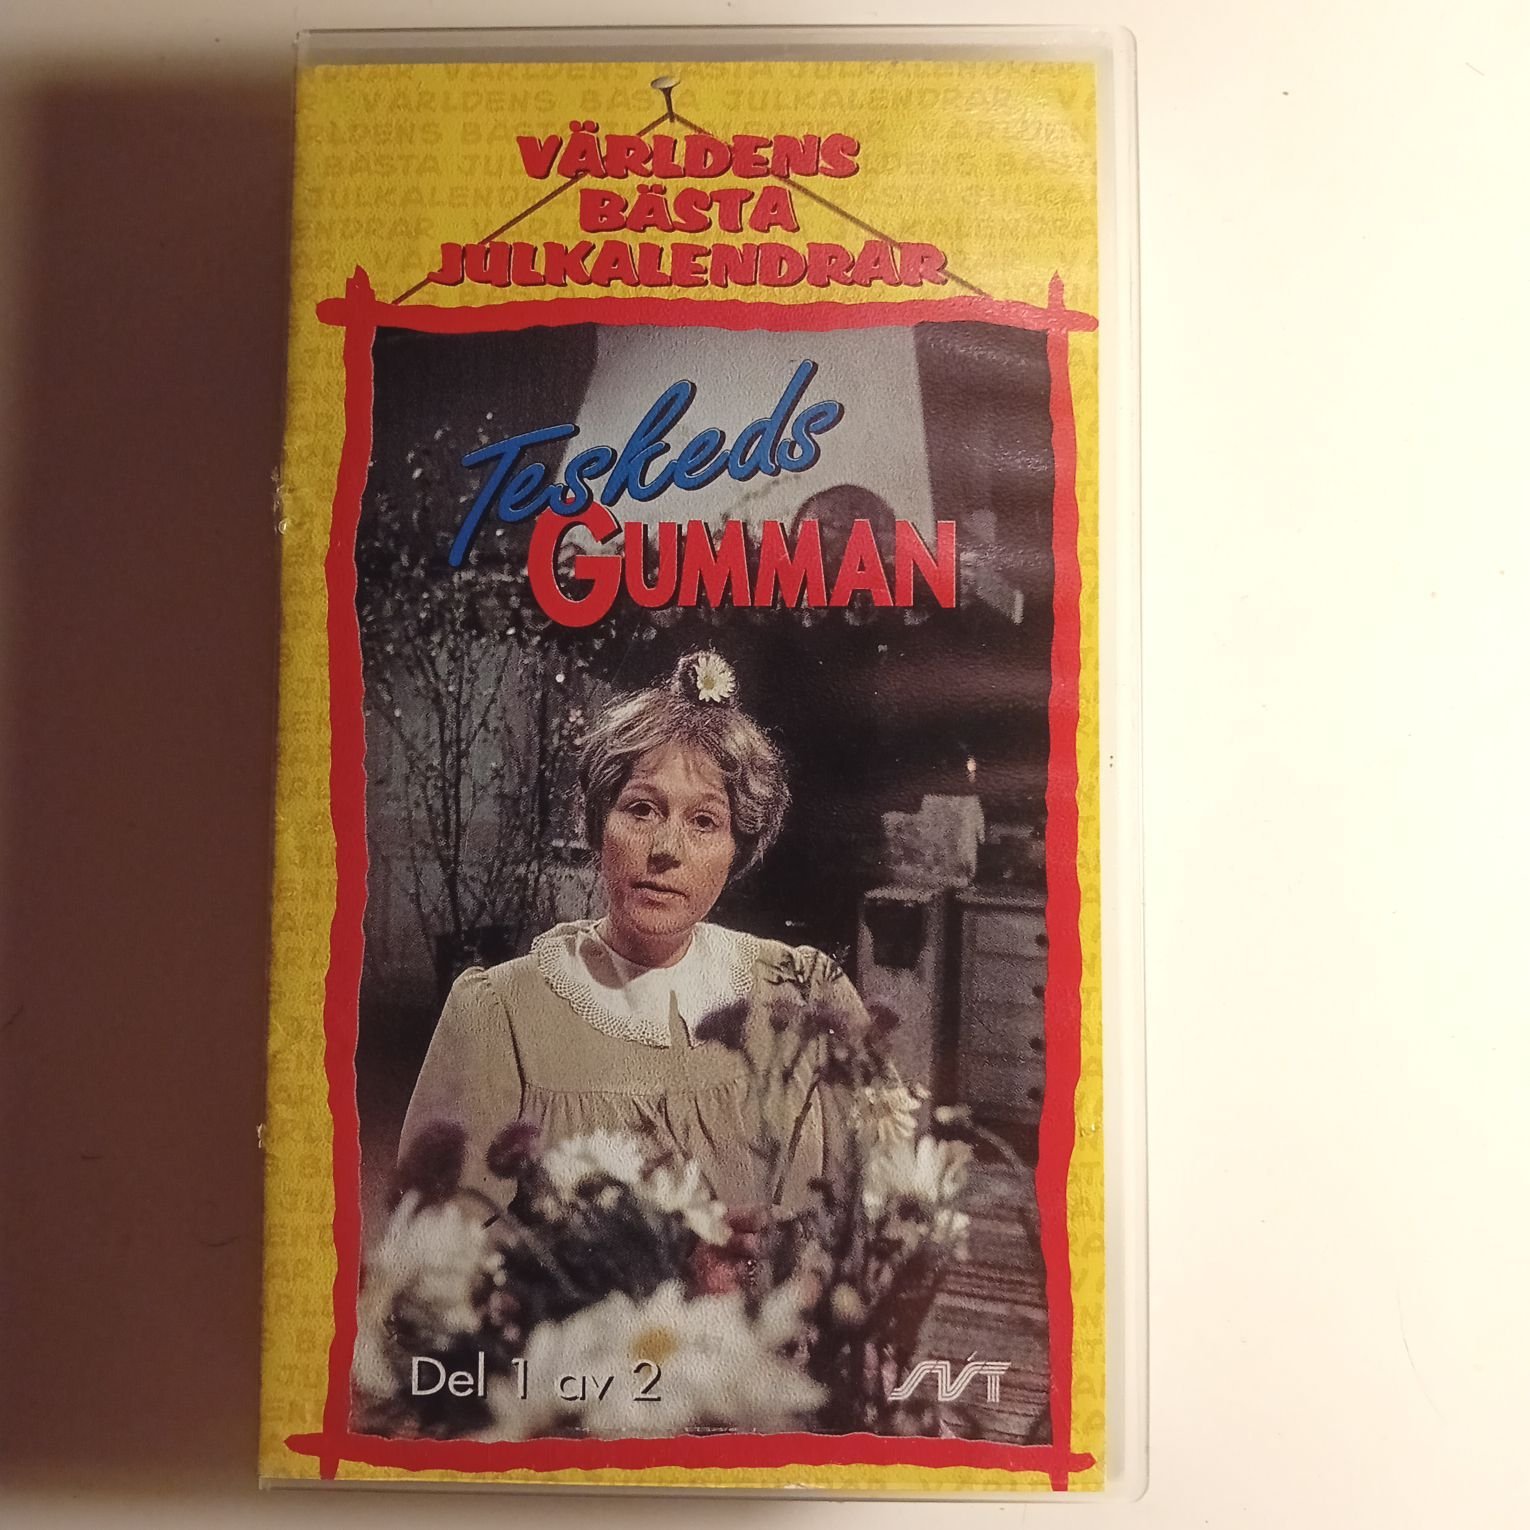 VÄRLDENS
BÄSTA
JULKALENDRAR
Teskeds
GUMMAN
Del 1 av 2
SVT